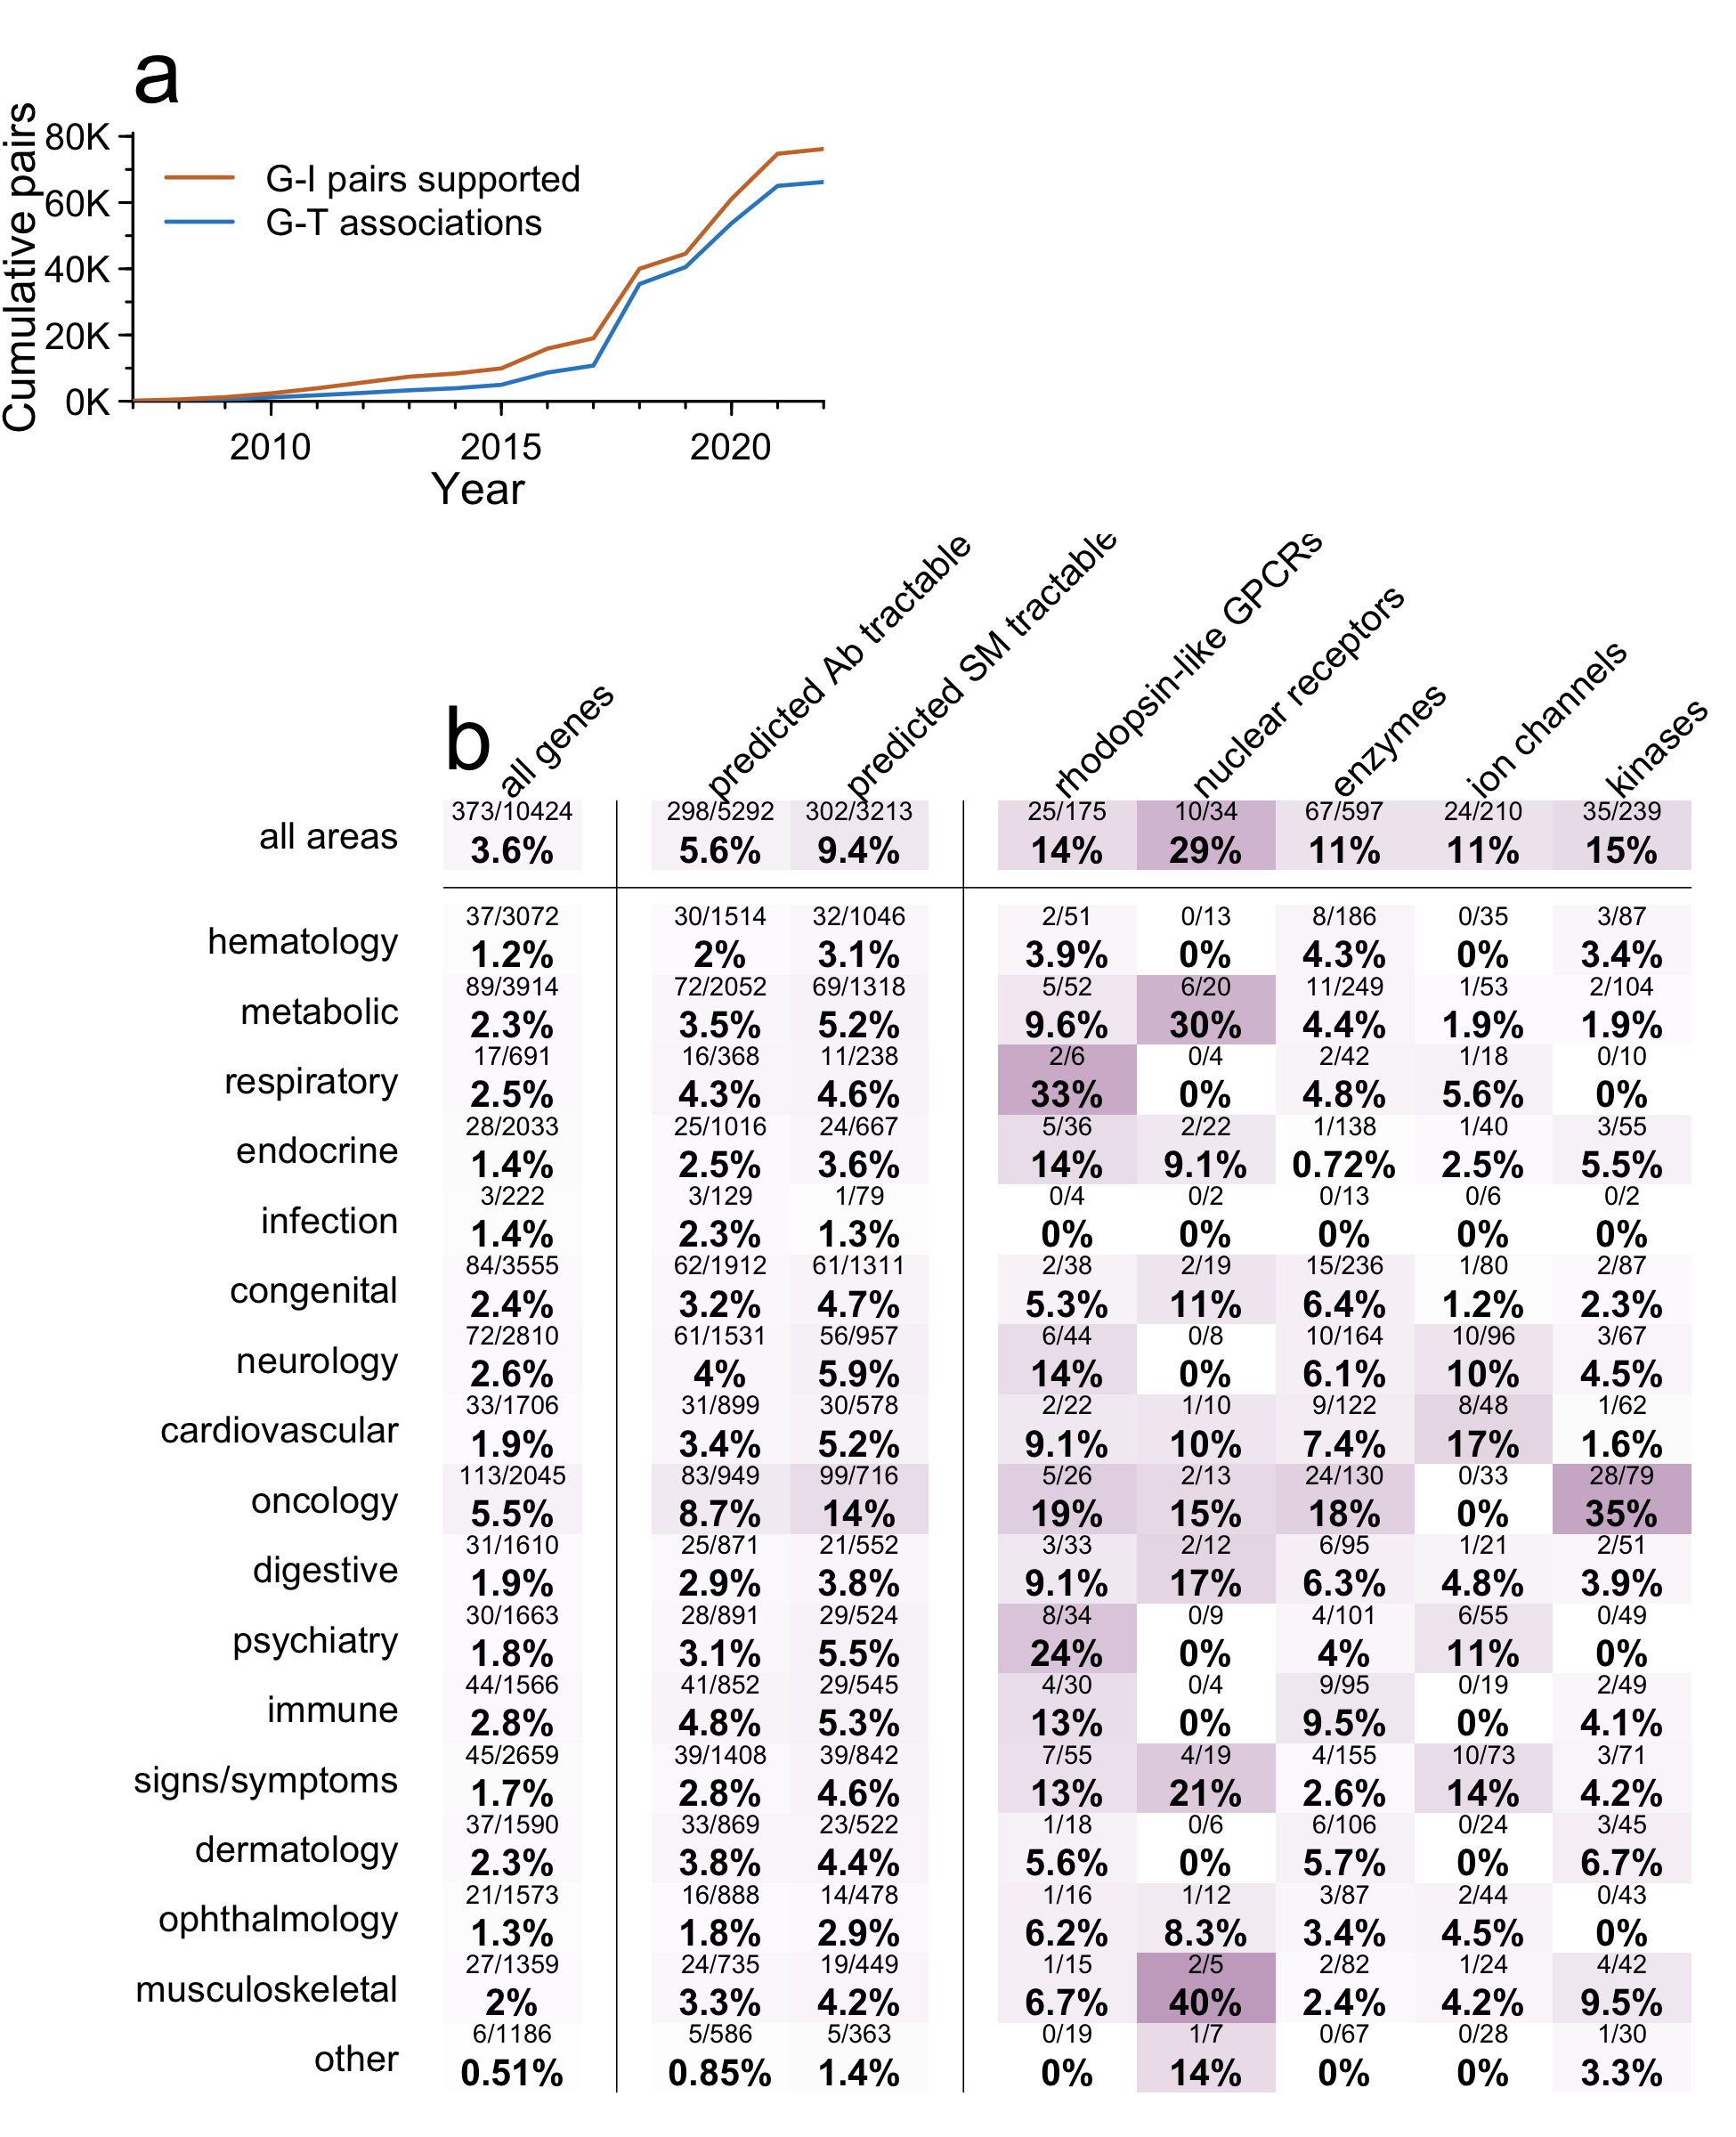 a
Cumulative pairs
80K
60K
40K
20K
0K
G-I pairs supported
G-T associations
2010 2015 2020
Year
b
all genes
predicted Ab tractable
predicted SM tractable
rhodopsin-like GPCRs
nuclear receptors
enzymes
ion channels
kinases
373/10424 298/5292 302/3213 25/175 10/34 67/597 24/210 35/239
all areas 3.6% 5.6% 9.4% 14% 29% 11% 11% 15%
37/3072 30/1514 32/1046 2/51 0/13 8/186 0/35 3/87
hematology 1.2% 2% 3.1% 3.9% 0% 4.3% 0% 3.4%
89/3914 72/2052 69/1318 5/52 6/20 11/249 1/53 2/104
metabolic 2.3% 3.5% 5.2% 9.6% 30% 4.4% 1.9% 1.9%
17/691 16/368 11/238 2/6 0/4 2/42 1/18 0/10
respiratory 2.5% 4.3% 4.6% 33% 0% 4.8% 5.6% 0%
28/2033 25/1016 24/667 5/36 2/22 1/138 1/40 3/55
endocrine 1.4% 2.5% 3.6% 14% 9.1% 0.72% 2.5% 5.5%
3/222 3/129 1/79 0/4 0/2 0/13 0/6 0/2
infection 1.4% 2.3% 1.3% 0% 0% 0% 0% 0%
84/3555 62/1912 61/1311 2/38 2/19 15/236 1/80 2/87
congenital 2.4% 3.2% 4.7% 5.3% 11% 6.4% 1.2% 2.3%
72/2810 61/1531 56/957 6/44 0/8 10/164 10/96 3/67
neurology 2.6% 4% 5.9% 14% 0% 6.1% 10% 4.5%
33/1706 31/899 30/578 2/22 1/10 9/122 8/48 1/62
cardiovascular 1.9% 3.4% 5.2% 9.1% 10% 7.4% 17% 1.6%
113/2045 83/949 99/716 5/26 2/13 24/130 0/33 28/79
oncology 5.5% 8.7% 14% 19% 15% 18% 0% 35%
31/1610 25/871 21/552 3/33 2/12 6/95 1/21 2/51
digestive 1.9% 2.9% 3.8% 9.1% 17% 6.3% 4.8% 3.9%
30/1663 28/891 29/524 8/34 0/9 4/101 6/55 0/49
psychiatry 1.8% 3.1% 5.5% 24% 0% 4% 11% 0%
44/1566 41/852 29/545 4/30 0/4 9/95 0/19 2/49
immune 2.8% 4.8% 5.3% 13% 0% 9.5% 0% 4.1%
45/2659 39/1408 39/842 7/55 4/19 4/155 10/73 3/71
signs/symptoms 1.7% 2.8% 4.6% 13% 21% 2.6% 14% 4.2%
37/1590 33/869 23/522 1/18 0/6 6/106 0/24 3/45
dermatology 2.3% 3.8% 4.4% 5.6% 0% 5.7% 0% 6.7%
21/1573 16/888 14/478 1/16 1/12 3/87 2/44 0/43
ophthalmology 1.3% 1.8% 2.9% 6.2% 8.3% 3.4% 4.5% 0%
27/1359 24/735 19/449 1/15 2/5 2/82 1/24 4/42
musculoskeletal 2% 3.3% 4.2% 6.7% 40% 2.4% 4.2% 9.5%
6/1186 5/586 5/363 0/19 1/7 0/67 0/28 1/30
other 0.51% 0.85% 1.4% 0% 14% 0% 0% 3.3%